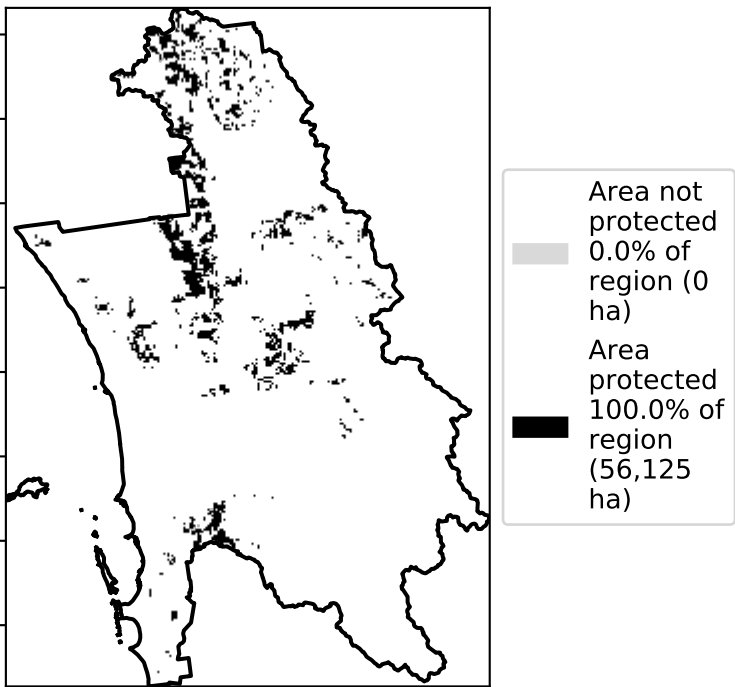 Area not
protected
0.0% of
region (0
ha)
Area
protected
100.0% of
region
(56,125
ha)